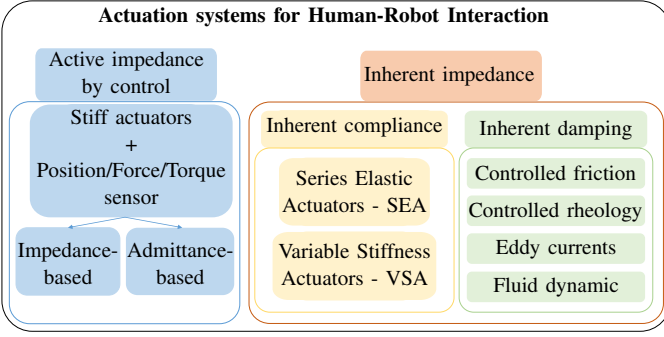 Actuation systems for Human-Robot Interaction
Active impedance
by control
Stiff actuators
+
Position/Force/Torque
sensor
Impedance-
based
Admittance-
based
Inherent impedance
Inherent compliance
Series Elastic
Actuators - SEA
Variable Stiffness
Actuators - VSA
Inherent damping
Controlled friction
Controlled rheology
Eddy currents
Fluid dynamic